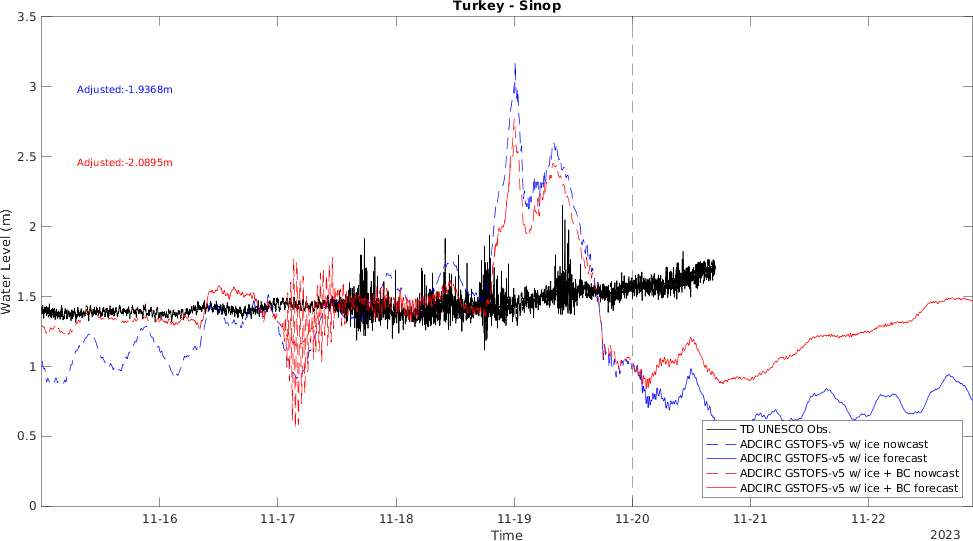 Turkey - Sinop
3.5
3
2.5
2
1.5
1
0.5
0
Water Level (m)
Adjusted:-1.9368m
Adjusted:-2.0895m
TD UNESCO Obs.
ADCIRC GSTOFS-v5 w/ ice nowcast
ADCIRC GSTOFS-v5 w/ ice forecast
ADCIRC GSTOFS-v5 w/ ice + BC nowcast
ADCIRC GSTOFS-v5 w/ ice + BC forecast
11-16 11-17 11-18 11-19 11-20 11-21 11-22
Time
2023